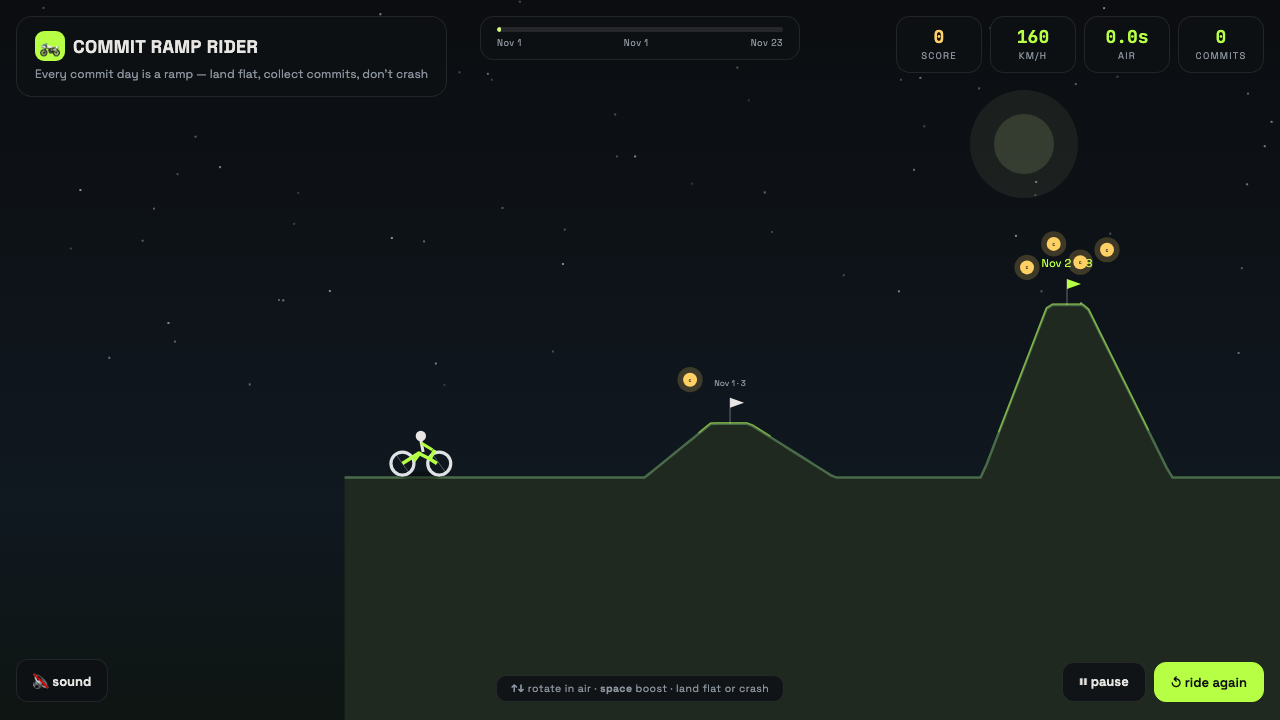 COMMIT RAMP RIDER
Every commit day is a ramp — land flat, collect commits, don't crash
Nov 1
Nov 1
Nov 23
0
SCORE
160
KM/H
0.0s
AIR
0
COMMITS
Nov 2
Nov 1 · 3
sound
↑↓ rotate in air · space boost · land flat or crash
pause
ride again